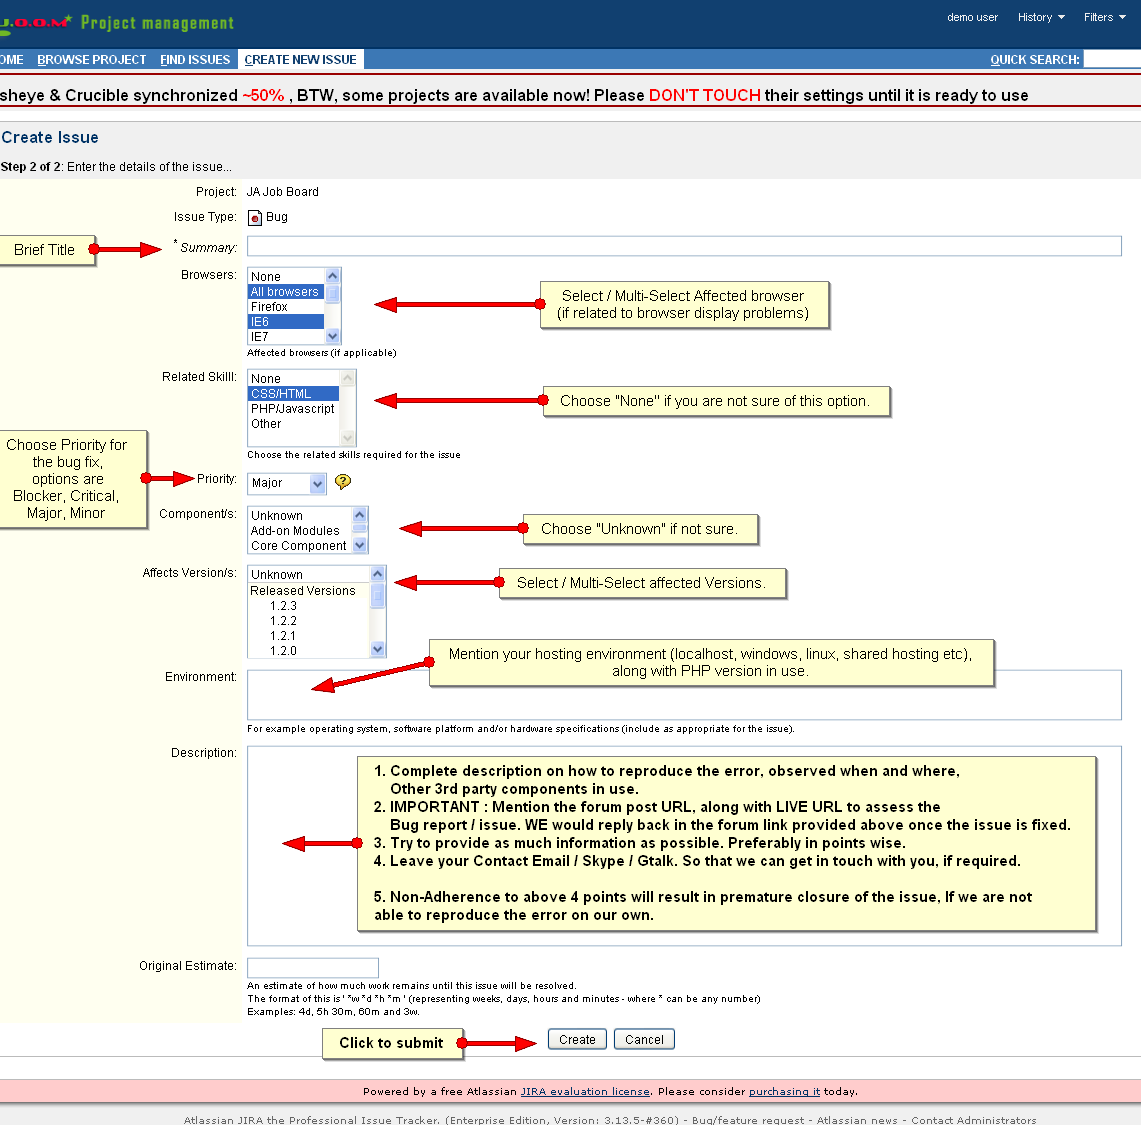 J.O.O.M Project management
demo user History Filters
OME BROWSE PROJECT FIND ISSUES CREATE NEW ISSUE QUICK SEARCH:
sheye & Crucible synchronized ~50% , BTW, some projects are available now! Please DON'T TOUCH their settings until it is ready to use
Create Issue
Step 2 of 2: Enter the details of the issue...
Project: JA Job Board
Issue Type: Bug
Brief Title
* Summary:
Browsers:
None
All browsers
Firefox
IE6
IE7
Select / Multi-Select Affected browser
(if related to browser display problems)
Affected browsers (if applicable)
Related Skilll:
None
CSS/HTML
PHP/Javascript
Other
Choose "None" if you are not sure of this option.
Choose the related skills required for the issue
Choose Priority for
the bug fix,
options are
Blocker, Critical,
Major, Minor
Priority: Major
Component/s:
Unknown
Add-on Modules
Core Component
Choose "Unknown" if not sure.
Affects Version/s:
Unknown
Released Versions
1.2.3
1.2.2
1.2.1
1.2.0
Select / Multi-Select affected Versions.
Mention your hosting environment (localhost, windows, linux, shared hosting etc),
along with PHP version in use.
Environment:
For example operating system, software platform and/or hardware specifications (include as appropriate for the issue).
Description:
1. Complete description on how to reproduce the error, observed when and where,
Other 3rd party components in use.
2. IMPORTANT : Mention the forum post URL, along with LIVE URL to assess the
Bug report / issue. WE would reply back in the forum link provided above once the issue is fixed.
3. Try to provide as much information as possible. Preferably in points wise.
4. Leave your Contact Email / Skype / Gtalk. So that we can get in touch with you, if required.
5. Non-Adherence to above 4 points will result in premature closure of the issue, If we are not
able to reproduce the error on our own.
Original Estimate:
An estimate of how much work remains until this issue will be resolved.
The format of this is ' *w *d *h *m ' (representing weeks, days, hours and minutes - where * can be any number)
Examples: 4d, 5h 30m, 60m and 3w.
Click to submit
Create Cancel
Powered by a free Atlassian JIRA evaluation license. Please consider purchasing it today.
Atlassian JIRA the Professional Issue Tracker. (Enterprise Edition, Version: 3.13.5-#360) - Bug/feature request - Atlassian news - Contact Administrators